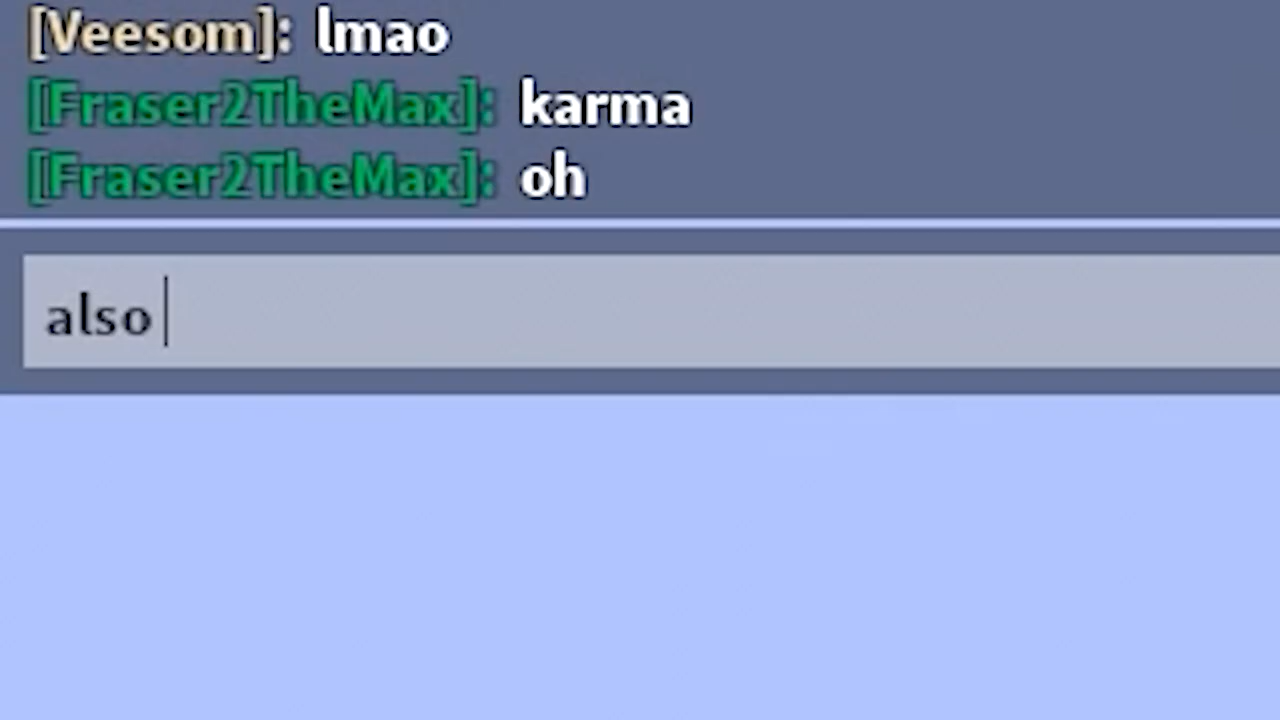 [Veesom]: lmao
[Fraser2TheMax]: karma
[Fraser2TheMax]: oh
also